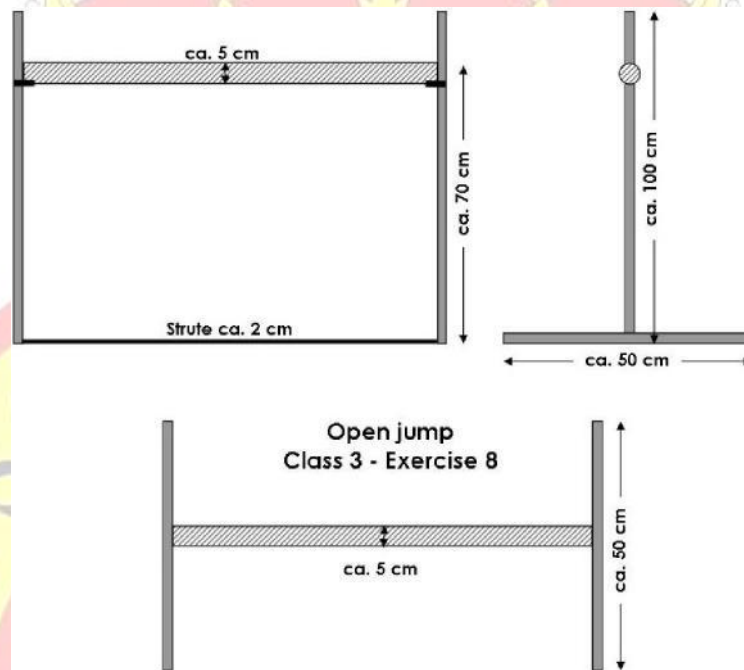 ca. 5 cm
ca. 70 cm
Strute ca. 2 cm
ca. 100 cm
ca. 50 cm
Open jump
Class 3 - Exercise 8
ca. 5 cm
ca. 50 cm